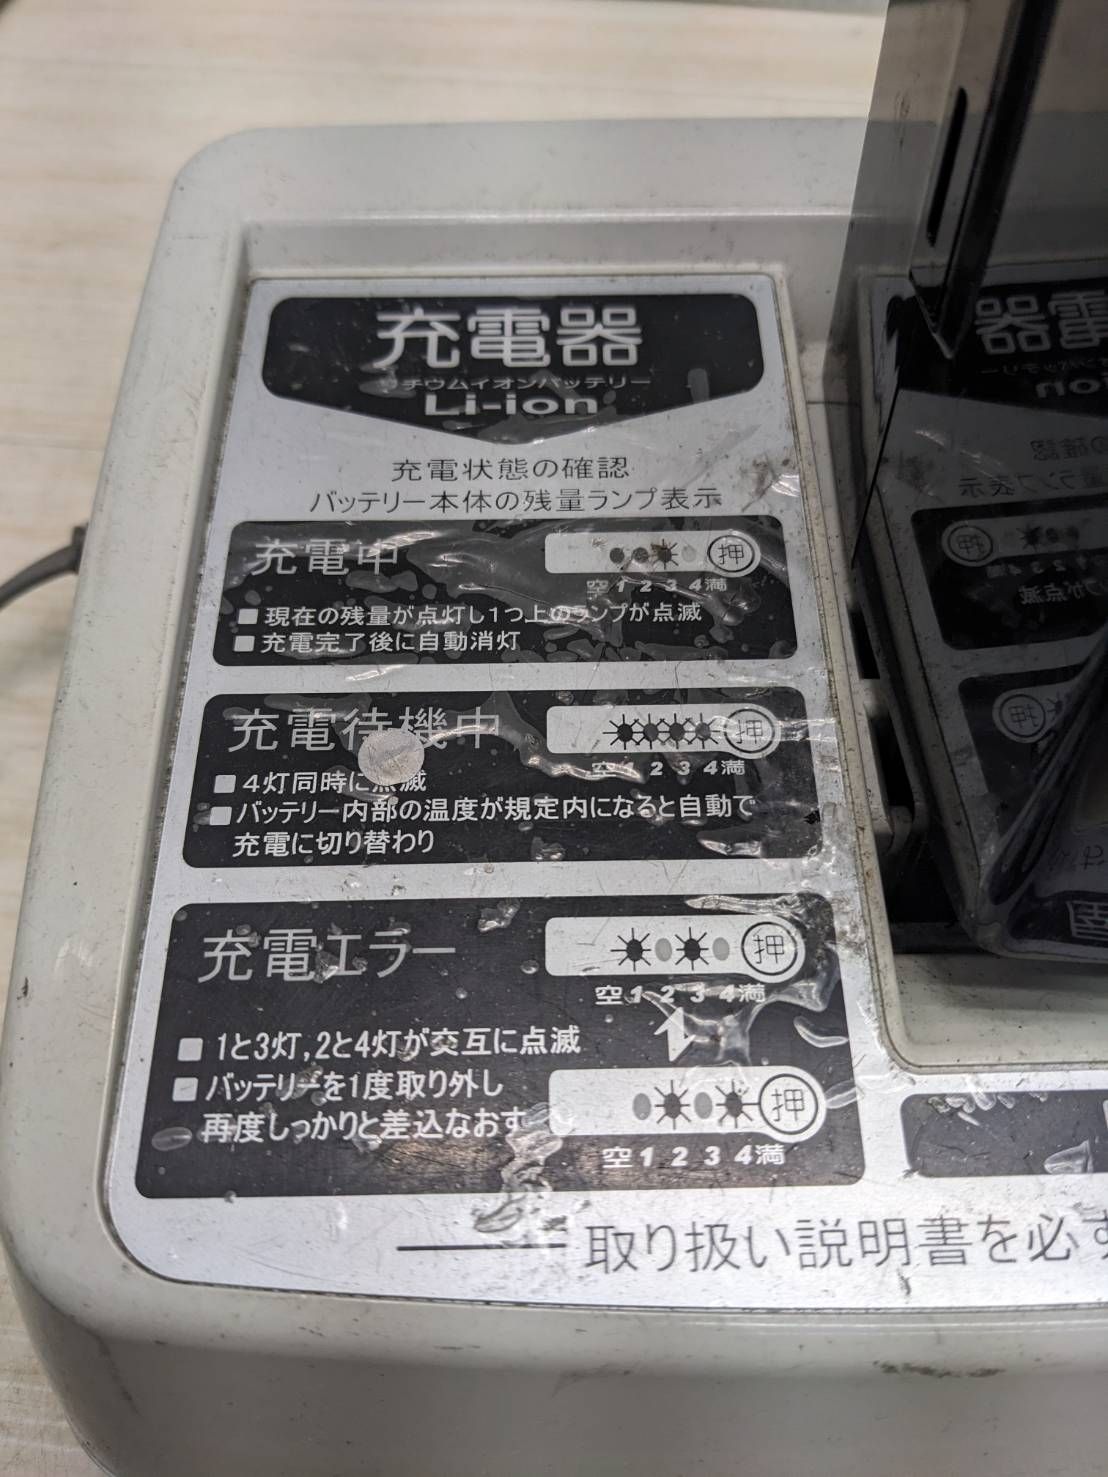 充電器
リチウムイオンバッテリー
Li-ion
充電状態の確認
バッテリー本体の残量ランプ表示
充電中
押
空 1 2 3 4 満
■ 現在の残量が点灯し1つ上のランプが点滅
■ 充電完了後に自動消灯
充電待機中
押
空 1 2 3 4 満
■ 4灯同時に点滅
■ バッテリー内部の温度が規定内になると自動で
充電に切り替わり
充電エラー
押
空 1 2 3 4 満
■ 1と3灯,2と4灯が交互に点滅
■ バッテリーを1度取り外し
再度しっかりと差込なおす
押
空 1 2 3 4 満
取り扱い説明書を必ず